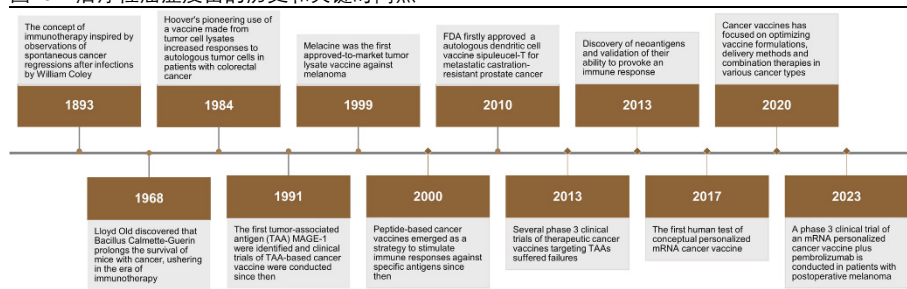 The concept of
immunotherapy inspired by
observations of
spontaneous cancer
regressions after infections
by William Coley
1893
Hoover's pioneering use of
a vaccine made from
tumor cell lysates
increased responses to
autologous tumor cells in
patients with colorectal
cancer
1984
Melacine was the first
approved-to-market tumor
lysate vaccine against
melanoma
1999
FDA firstly approved a
autologous dendritic cell
vaccine sipuleucel-T for
metastatic castration-
resistant prostate cancer
2010
Discovery of neoantigens
and validation of their
ability to provoke an
immune response
2013
Cancer vaccines has
focused on optimizing
vaccine formulations,
delivery methods and
combination therapies in
various cancer types
2020
1968
Lloyd Old discovered that
Bacillus Calmette-Guerin
prolongs the survival of
mice with cancer, ushering
in the era of
immunotherapy
1991
The first tumor-associated
antigen (TAA) MAGE-1
were identified and clinical
trials of TAA-based cancer
vaccine were conducted
since then
2000
Peptide-based cancer
vaccines emerged as a
strategy to stimulate
immune responses against
specific antigens since
then
2013
Several phase 3 clinical
trials of therapeutic cancer
vaccines targeting TAAs
suffered failures
2017
The first human test of
conceptual personalized
mRNA cancer vaccine
2023
A phase 3 clinical trial of
an mRNA personalized
cancer vaccine plus
pembrolizumab is
conducted in patients with
postoperative melanoma